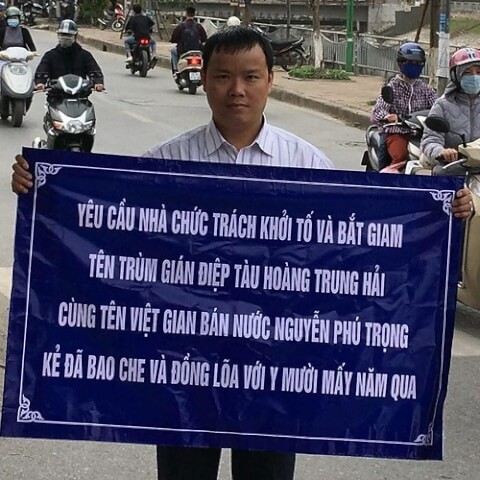 YÊU CẦU NHÀ CHỨC TRÁCH KHỞI TỐ VÀ BẮT GIAM
TÊN TRÙM GIÁN ĐIỆP TÀU HOÀNG TRUNG HẢI
CÙNG TÊN VIỆT GIAN BÁN NƯỚC NGUYỄN PHÚ TRỌNG
KẺ ĐÃ BAO CHE VÀ ĐỒNG LÕA VỚI Y MƯỜI MẤY NĂM QUA